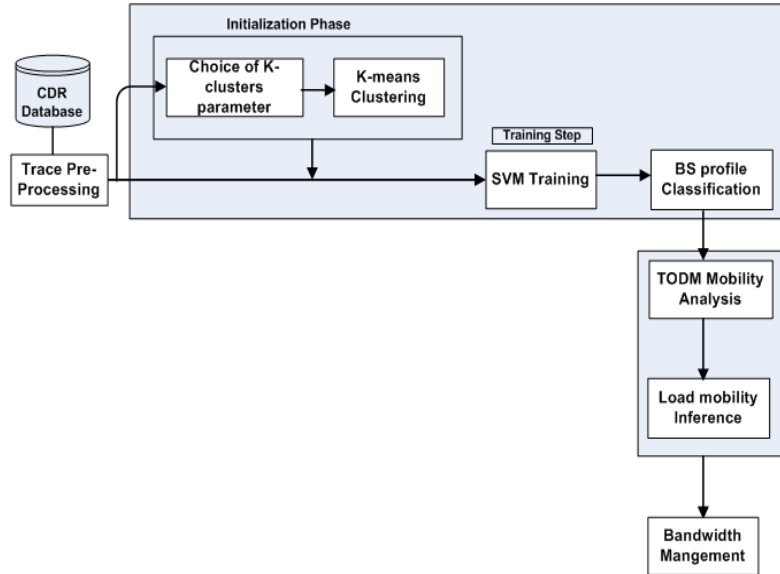 Initialization Phase
CDR
Database
Choice of K-
clusters
parameter
K-means
Clustering
Trace Pre-
Processing
Training Step
SVM Training
BS profile
Classification
TODM Mobility
Analysis
Load mobility
Inference
Bandwidth
Mangement